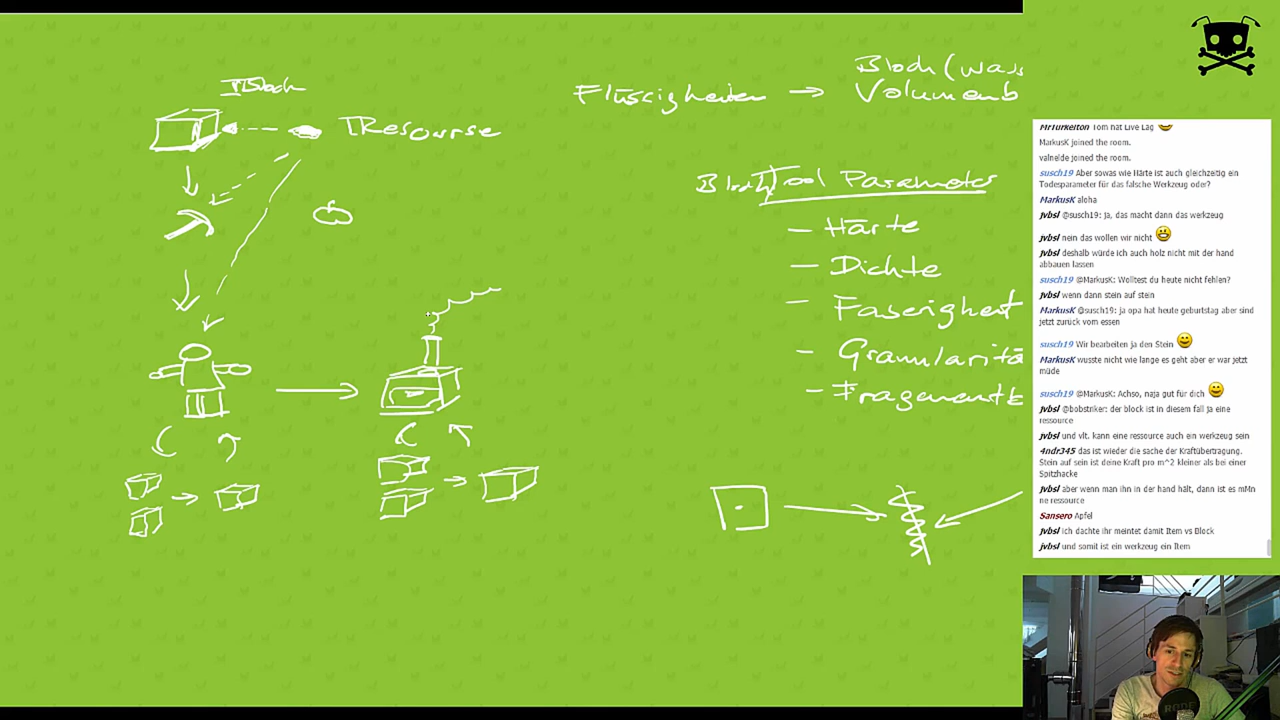 IBlock
IResourse
Flüssigkeiten → Block (wass
Volumenb
Block/Tool Parameter
- Härte
- Dichte
- Faserigkeit
- Granularitä
- Fragmentt
MrTurkelton Tom hat Live Lag
MarkusK joined the room.
valnelde joined the room.
susch19 Aber sowas wie Härte ist auch gleichzeitig ein
Todesparameter für das falsche Werkzeug oder?
MarkusK aloha
jvbsl @susch19: ja, das macht dann das werkzeug
jvbsl nein das wollen wir nicht
jvbsl deshalb würde ich auch holz nicht mit der hand
abbauen lassen
susch19 @MarkusK: Wolltest du heute nicht fehlen?
jvbsl wenn dann stein auf stein
MarkusK @susch19: ja opa hat heute geburtstag aber sind
jetzt zurück vom essen
susch19 Wir bearbeiten ja den Stein
MarkusK wusste nicht wie lange es geht aber er war jetzt
müde
susch19 @MarkusK: Achso, naja gut für dich
jvbsl @bobstriker: der block ist in diesem fall ja eine
ressource
jvbsl und vlt. kann eine ressource auch ein werkzeug sein
4ndr345 das ist wieder die sache der Kraftübertragung.
Stein auf sein ist deine Kraft pro m^2 kleiner als bei einer
Spitzhacke
jvbsl aber wenn man ihn in der hand hält, dann ist es mMn
ne ressource
Sansero Apfel
jvbsl Ich dachte ihr meintet damit Item vs Block
jvbsl und somit ist ein werkzeug ein Item
RODE